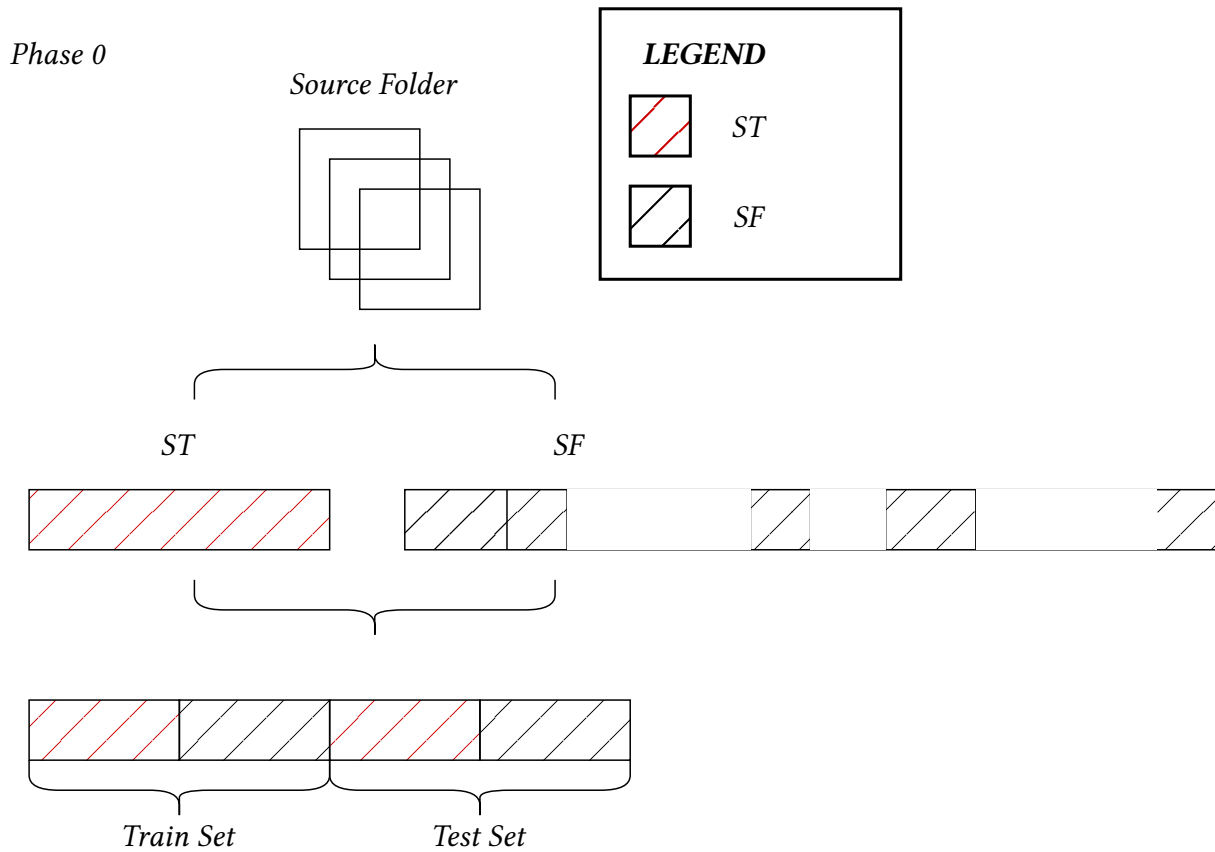 Phase 0
Source Folder
LEGEND
ST
SF
ST
SF
Train Set
Test Set